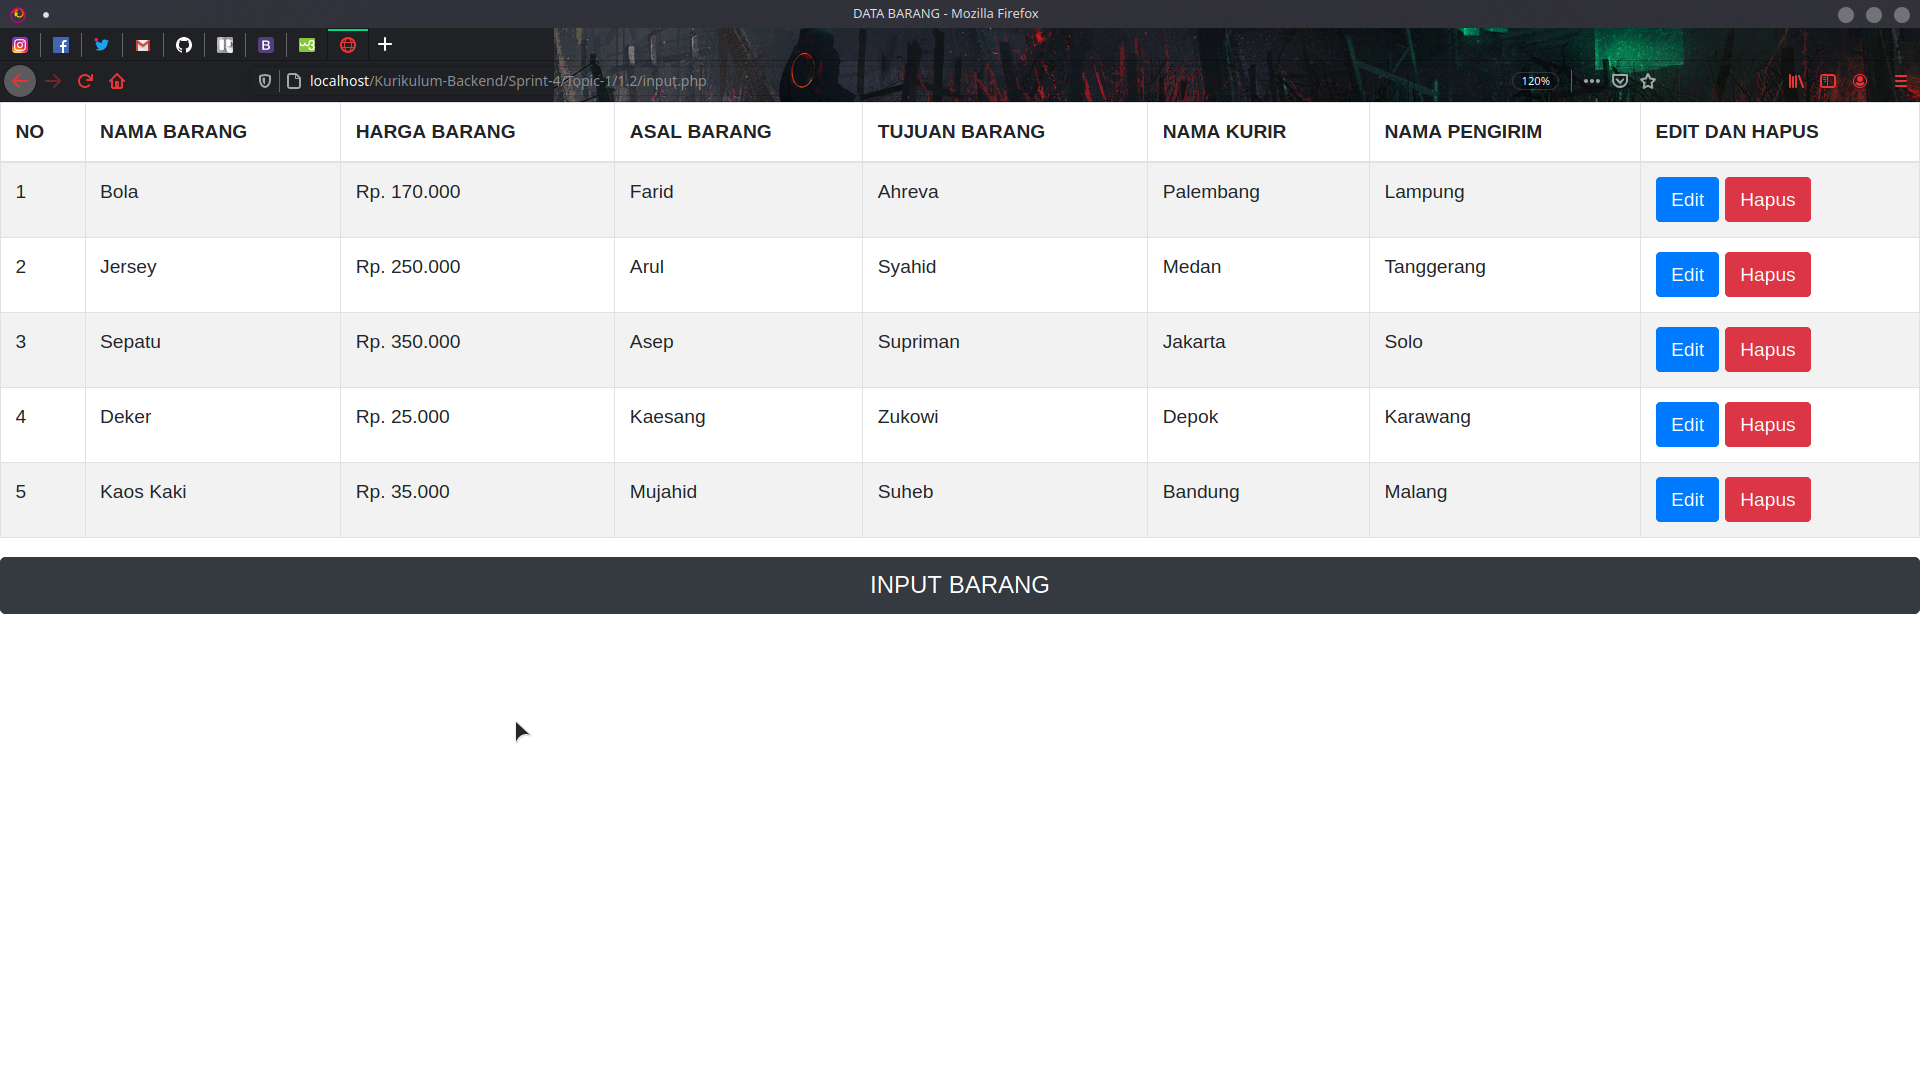 DATA BARANG - Mozilla Firefox
localhost/Kurikulum-Backend/Sprint-4/Topic-1/1.2/input.php 120%
NO NAMA BARANG HARGA BARANG ASAL BARANG TUJUAN BARANG NAMA KURIR NAMA PENGIRIM EDIT DAN HAPUS
1 Bola Rp. 170.000 Farid Ahreva Palembang Lampung Edit Hapus
2 Jersey Rp. 250.000 Arul Syahid Medan Tanggerang Edit Hapus
3 Sepatu Rp. 350.000 Asep Supriman Jakarta Solo Edit Hapus
4 Deker Rp. 25.000 Kaesang Zukowi Depok Karawang Edit Hapus
5 Kaos Kaki Rp. 35.000 Mujahid Suheb Bandung Malang Edit Hapus
INPUT BARANG